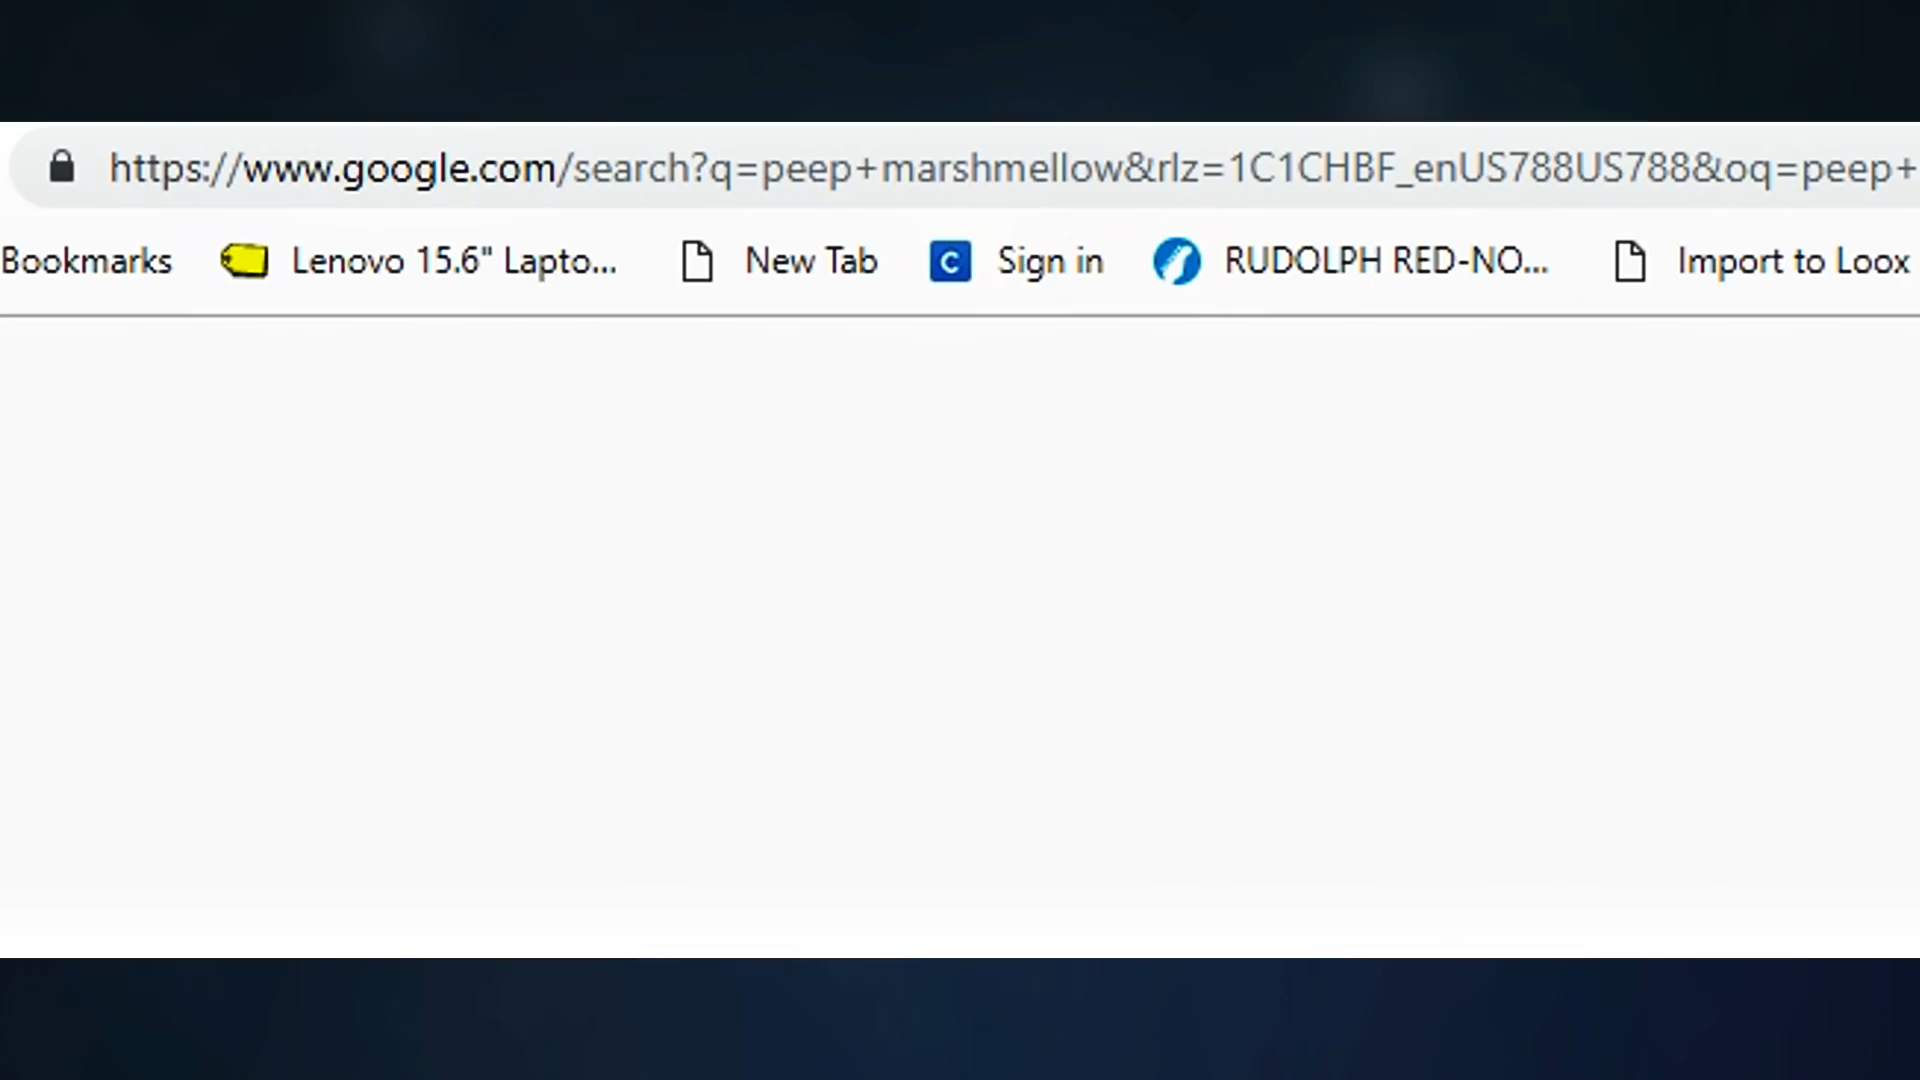 https://www.google.com/search?q=peep+marshmellow&rlz=1C1CHBF_enUS788US788&oq=peep+
Bookmarks Lenovo 15.6" Lapto... New Tab C Sign in RUDOLPH RED-NO... Import to Loox